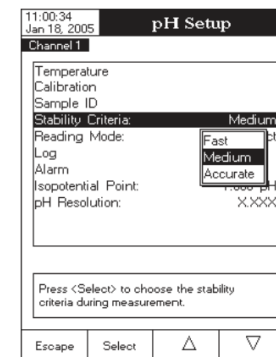 11:00:34
Jan 18, 2005
pH Setup
Channel 1
Temperature
Calibration
Sample ID
Stability Criteria: Medium
Reading Mode:
Fast
Log
Medium
Alarm
Accurate
Isopotential Point: pH
pH Resolution: X.XXX
Press <Select> to choose the stability
criteria during measurement.
Escape Select △ ▽